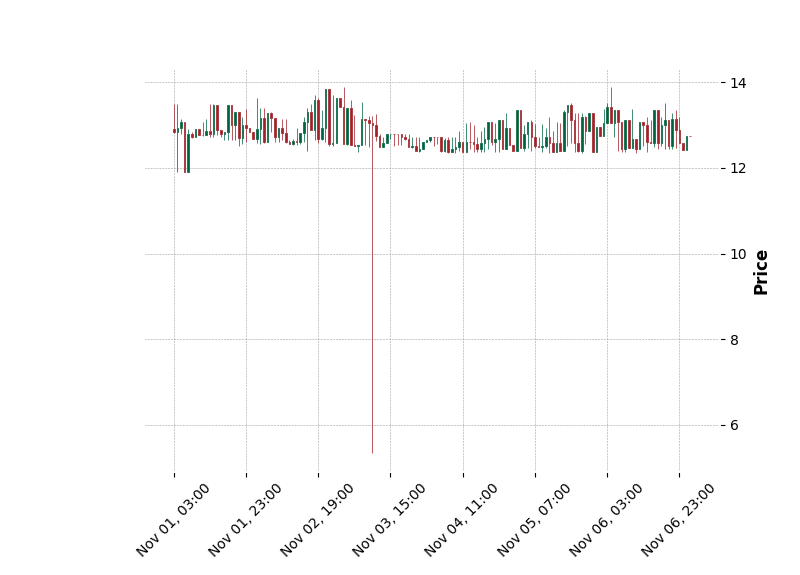 14
12
10
8
6
Price
Nov 01, 03:00
Nov 01, 23:00
Nov 02, 19:00
Nov 03, 15:00
Nov 04, 11:00
Nov 05, 07:00
Nov 06, 03:00
Nov 06, 23:00